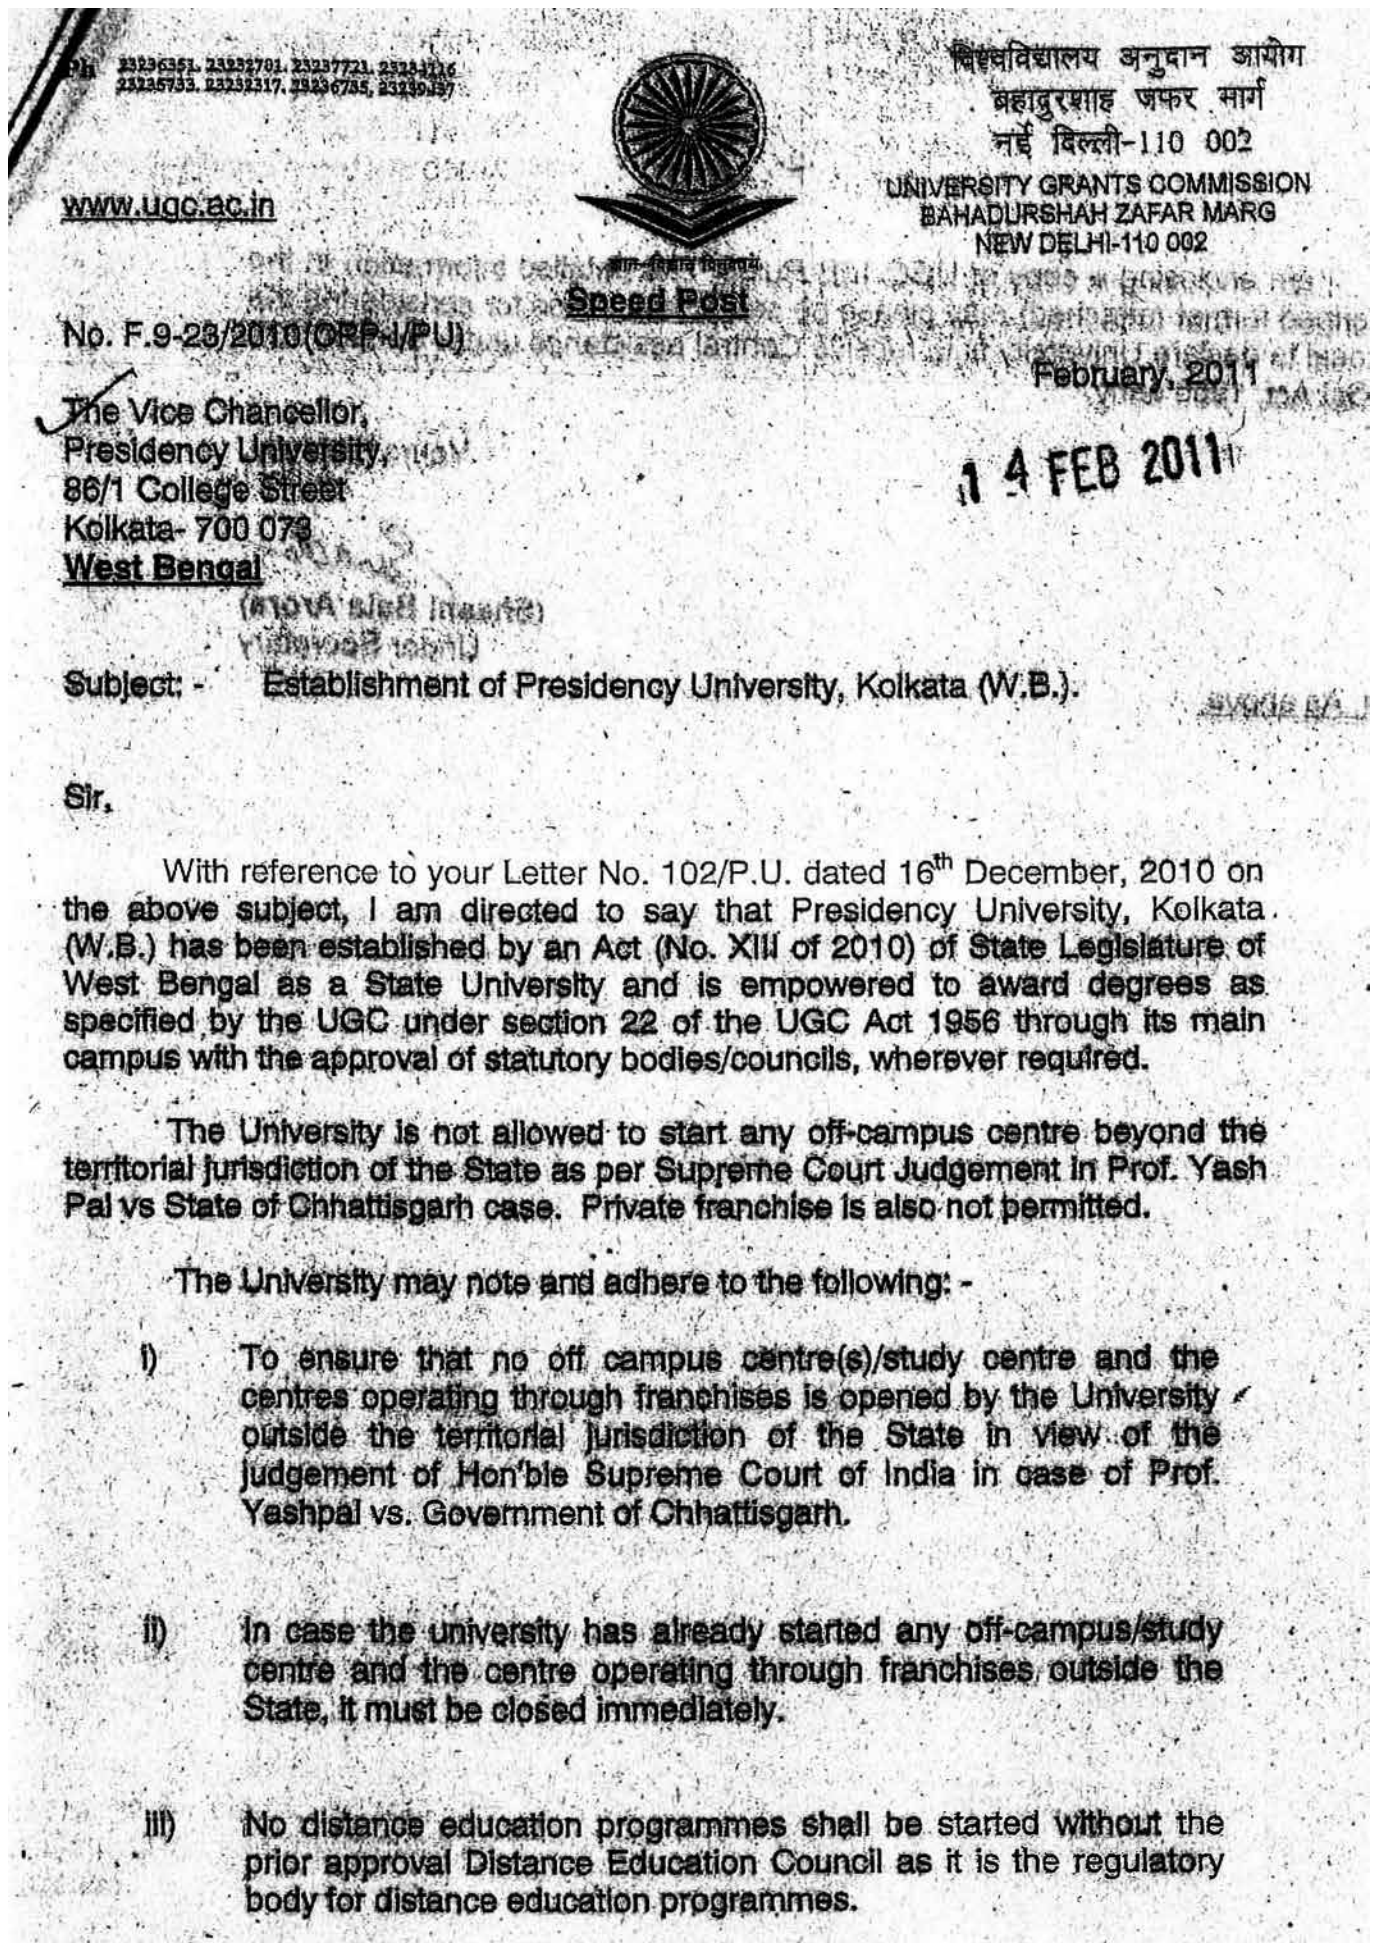 Ph 23236351, 23232701, 23237721, 23234116
23235733, 23232317, 23236735, 23239437
www.ugc.ac.in
विश्वविद्यालय अनुदान आयोग
बहादुरशाह जफर मार्ग
नई दिल्ली-110 002
UNIVERSITY GRANTS COMMISSION
BAHADURSHAH ZAFAR MARG
NEW DELHI-110 002
ज्ञान-विज्ञान विमुक्तये
Speed Post
No. F.9-23/2010(CPP-I/PU)
February, 2011
14 FEB 2011
The Vice Chancellor,
Presidency University,
86/1 College Street
Kolkata- 700 073
West Bengal
Subject: - Establishment of Presidency University, Kolkata (W.B.).
Sir,
With reference to your Letter No. 102/P.U. dated 16th December, 2010 on
the above subject, I am directed to say that Presidency University, Kolkata
(W.B.) has been established by an Act (No. XIII of 2010) of State Legislature of
West Bengal as a State University and is empowered to award degrees as
specified by the UGC under section 22 of the UGC Act 1956 through its main
campus with the approval of statutory bodies/councils, wherever required.
The University is not allowed to start any off-campus centre beyond the
territorial jurisdiction of the State as per Supreme Court Judgement in Prof. Yash
Pal vs State of Chhattisgarh case. Private franchise is also not permitted.
The University may note and adhere to the following: -
i) To ensure that no off campus centre(s)/study centre and the
centres operating through franchises is opened by the University
outside the territorial jurisdiction of the State in view of the
judgement of Hon'ble Supreme Court of India in case of Prof.
Yashpal vs. Government of Chhattisgarh.
ii) In case the university has already started any off-campus/study
centre and the centre operating through franchises outside the
State, it must be closed immediately.
iii) No distance education programmes shall be started without the
prior approval Distance Education Council as it is the regulatory
body for distance education programmes.